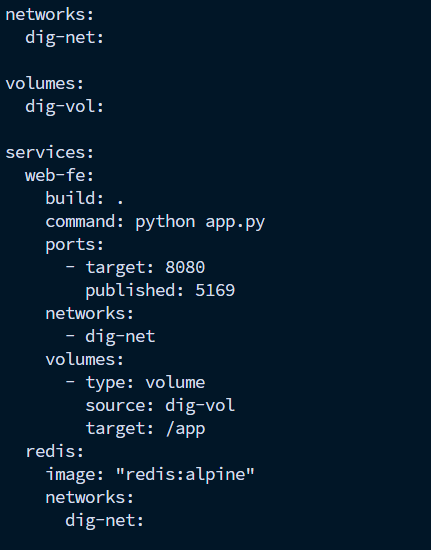 networks:
  dig-net:

volumes:
  dig-vol:

services:
  web-fe:
    build: .
    command: python app.py
    ports:
      - target: 8080
        published: 5169
    networks:
      - dig-net
    volumes:
      - type: volume
        source: dig-vol
        target: /app
  redis:
    image: "redis:alpine"
    networks:
      dig-net: